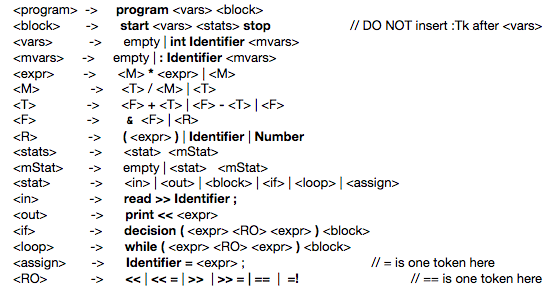 <program> -> program <vars> <block>
<block> -> start <vars> <stats> stop // DO NOT insert :Tk after <vars>
<vars> -> empty | int Identifier <mvars>
<mvars> -> empty | : Identifier <mvars>
<expr> -> <M> * <expr> | <M>
<M> -> <T> / <M> | <T>
<T> -> <F> + <T> | <F> - <T> | <F>
<F> -> & <F> | <R>
<R> -> ( <expr> ) | Identifier | Number
<stats> -> <stat> <mStat>
<mStat> -> empty | <stat> <mStat>
<stat> -> <in> | <out> | <block> | <if> | <loop> | <assign>
<in> -> read >> Identifier ;
<out> -> print << <expr>
<if> -> decision ( <expr> <RO> <expr> ) <block>
<loop> -> while ( <expr> <RO> <expr> ) <block>
<assign> -> Identifier = <expr> ; // = is one token here
<RO> -> << | << = | >> | >> = | == | =! // == is one token here